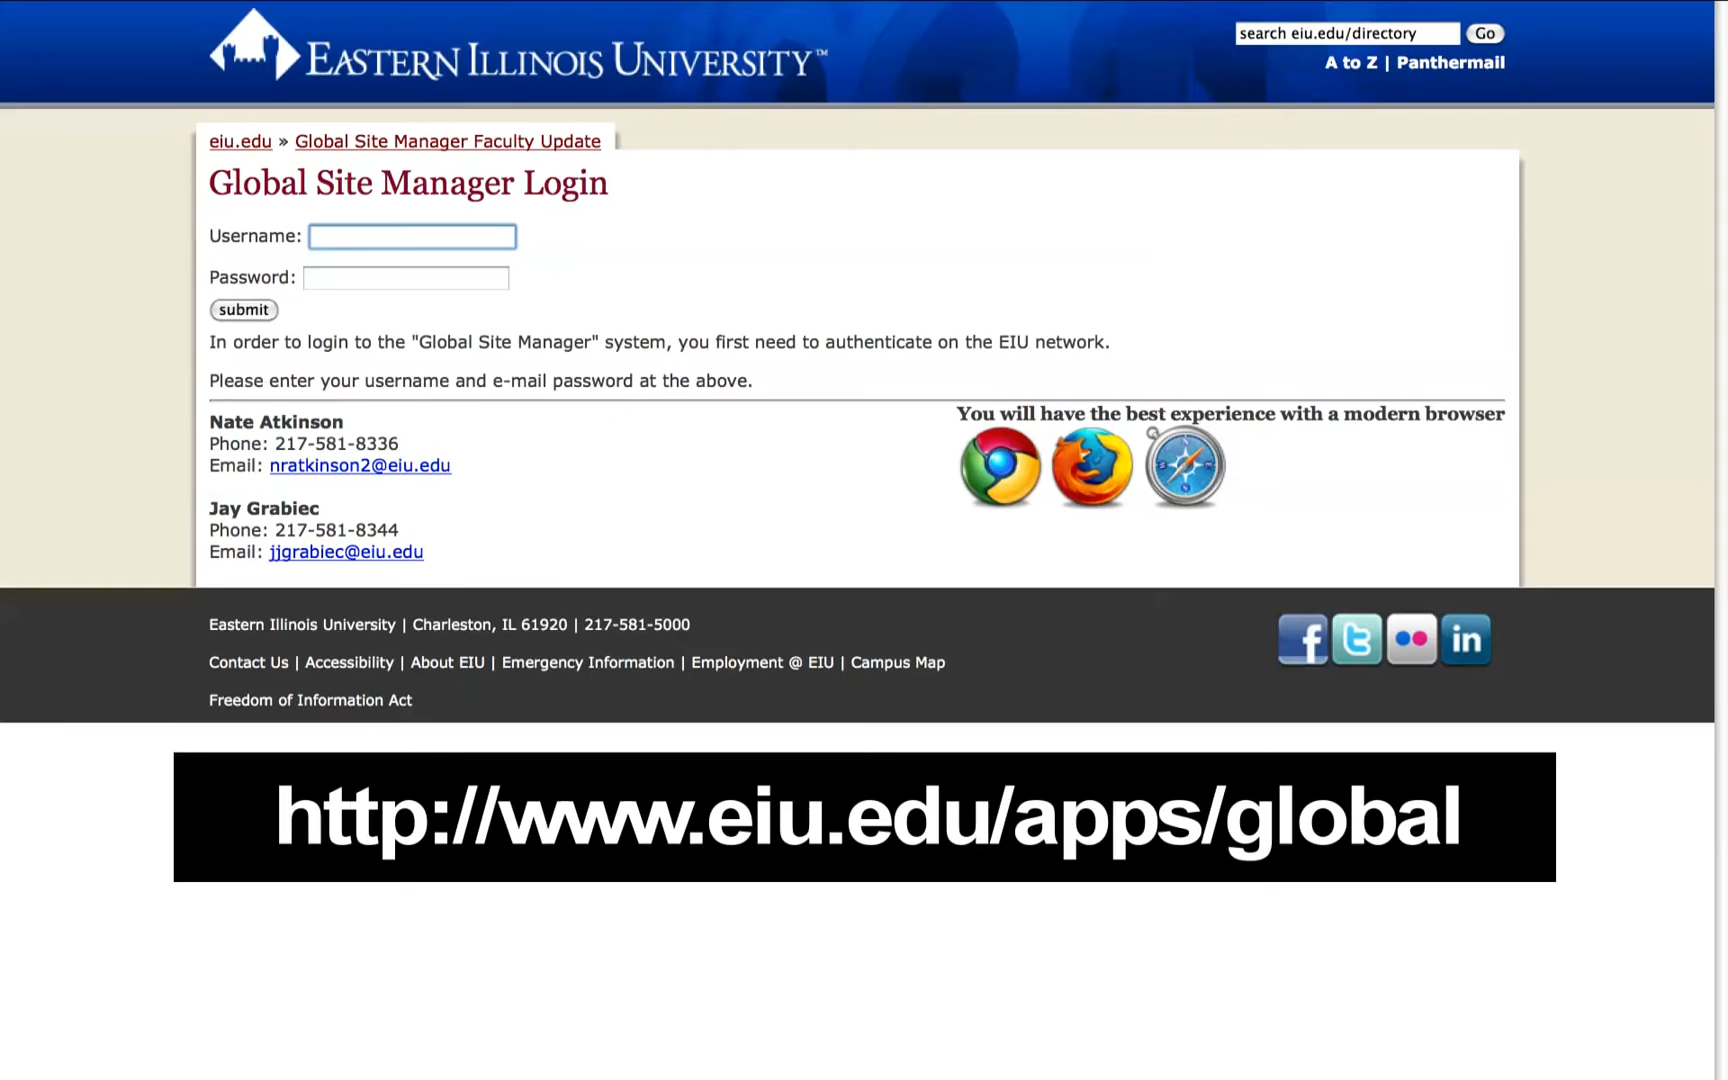 EASTERN ILLINOIS UNIVERSITY™
search eiu.edu/directory Go
A to Z | Panthermail
eiu.edu » Global Site Manager Faculty Update
Global Site Manager Login
Username:
Password:
submit
In order to login to the "Global Site Manager" system, you first need to authenticate on the EIU network.
Please enter your username and e-mail password at the above.
Nate Atkinson
Phone: 217-581-8336
Email: nratkinson2@eiu.edu
Jay Grabiec
Phone: 217-581-8344
Email: jjgrabiec@eiu.edu
You will have the best experience with a modern browser
Eastern Illinois University | Charleston, IL 61920 | 217-581-5000
Contact Us | Accessibility | About EIU | Emergency Information | Employment @ EIU | Campus Map
Freedom of Information Act
f t in
http://www.eiu.edu/apps/global